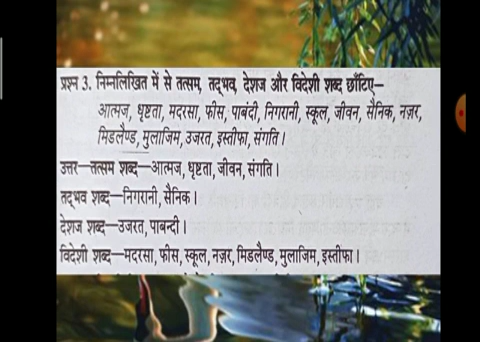 प्रश्न 3. निम्नलिखित में से तत्सम, तद्भव, देशज और विदेशी शब्द छाँटिए—
आत्मज, धृष्टता, मदरसा, फीस, पाबंदी, निगरानी, स्कूल, जीवन, सैनिक, नज़र,
मिडलैण्ड, मुलाजिम, उजरत, इस्तीफा, संगति।
उत्तर—तत्सम शब्द—आत्मज, धृष्टता, जीवन, संगति।
तद्भव शब्द—निगरानी, सैनिक।
देशज शब्द—उजरत, पाबन्दी।
विदेशी शब्द—मदरसा, फीस, स्कूल, नज़र, मिडलैण्ड, मुलाजिम, इस्तीफा।